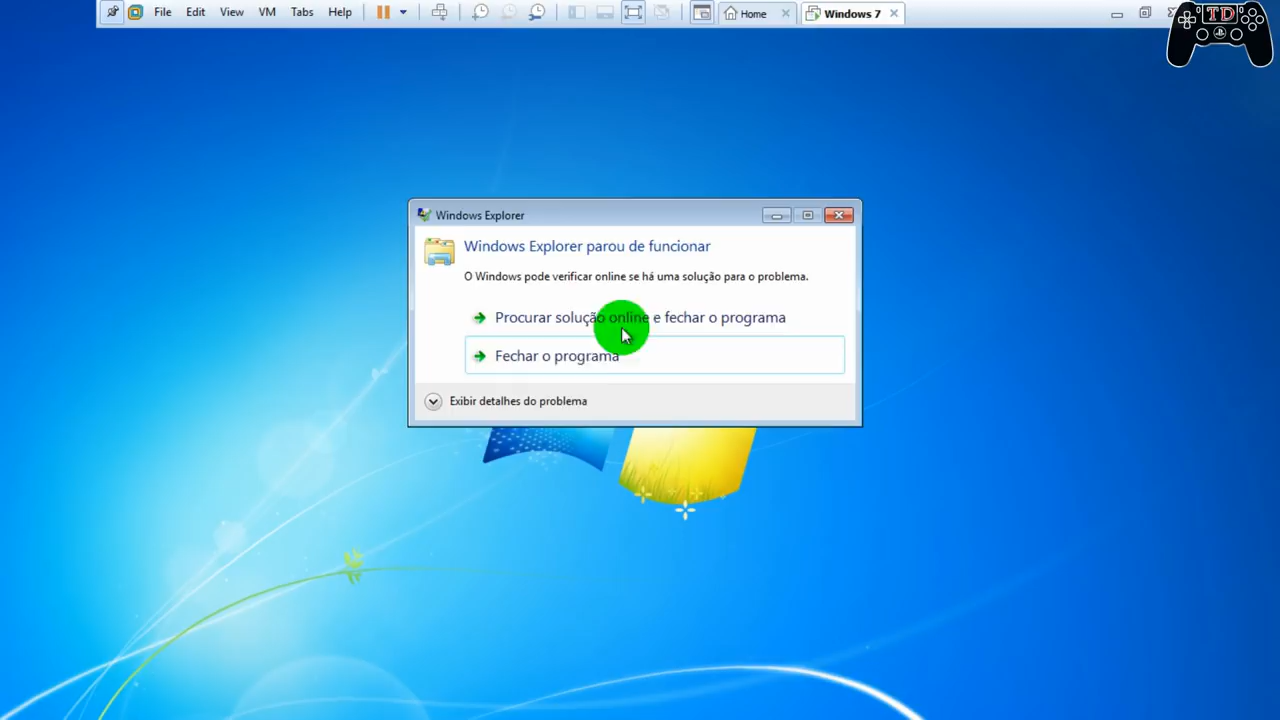 File Edit View VM Tabs Help Home Windows 7
TD
Windows Explorer
Windows Explorer parou de funcionar
O Windows pode verificar online se há uma solução para o problema.
Procurar solução online e fechar o programa
Fechar o programa
Exibir detalhes do problema